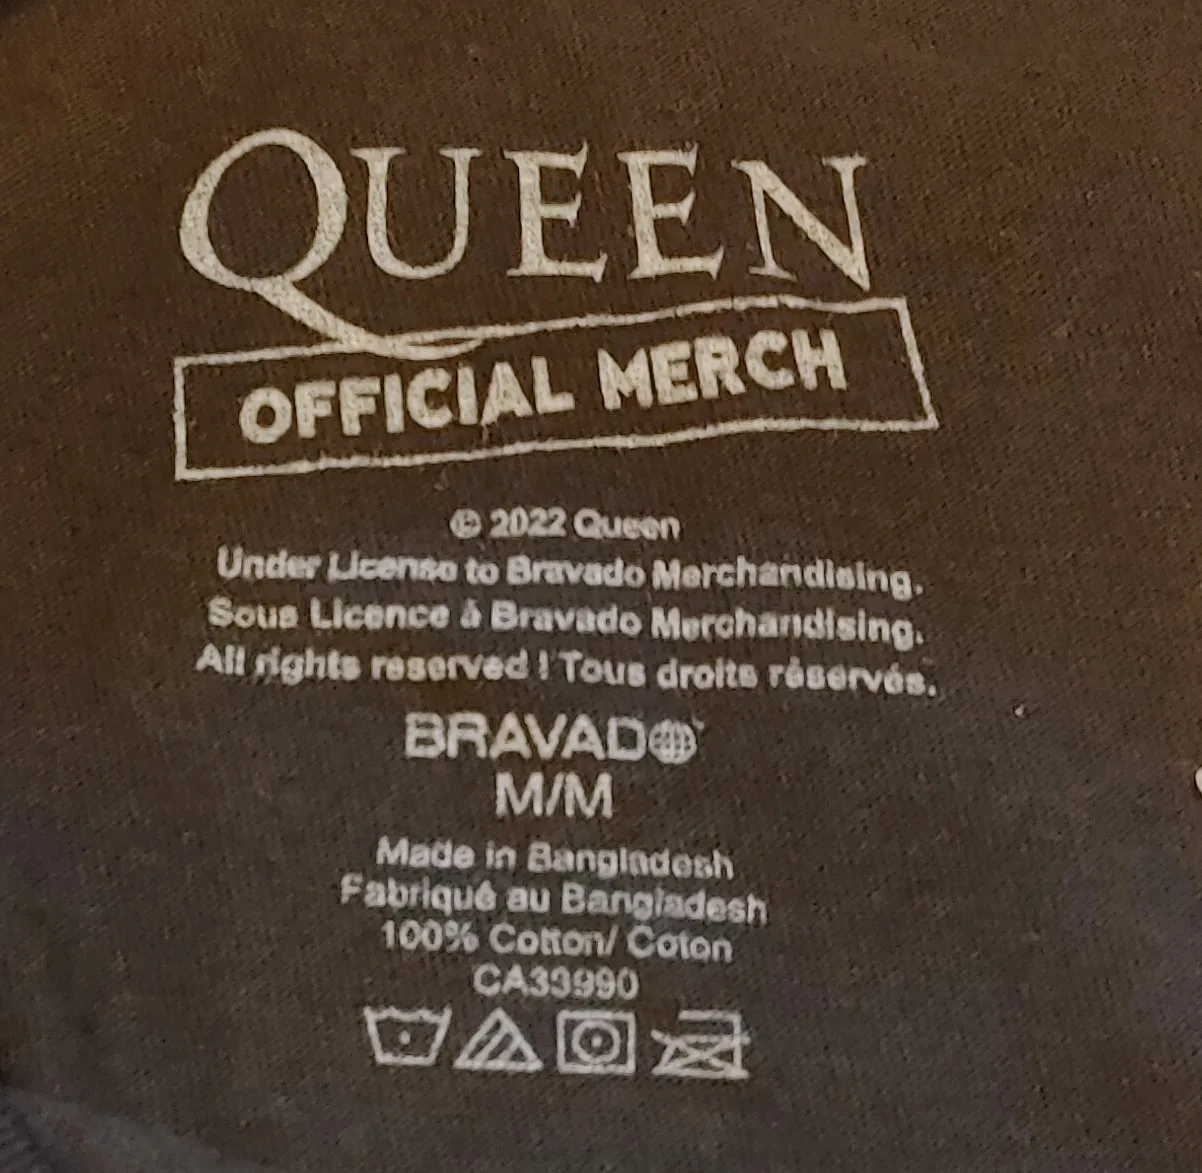 QUEEN
OFFICIAL MERCH
© 2022 Queen
Under License to Bravado Merchandising.
Sous Licence à Bravado Merchandising.
All rights reserved ! Tous droits réservés.
BRAVADO
M/M
Made in Bangladesh
Fabriqué au Bangladesh
100% Cotton/ Coton
CA33990